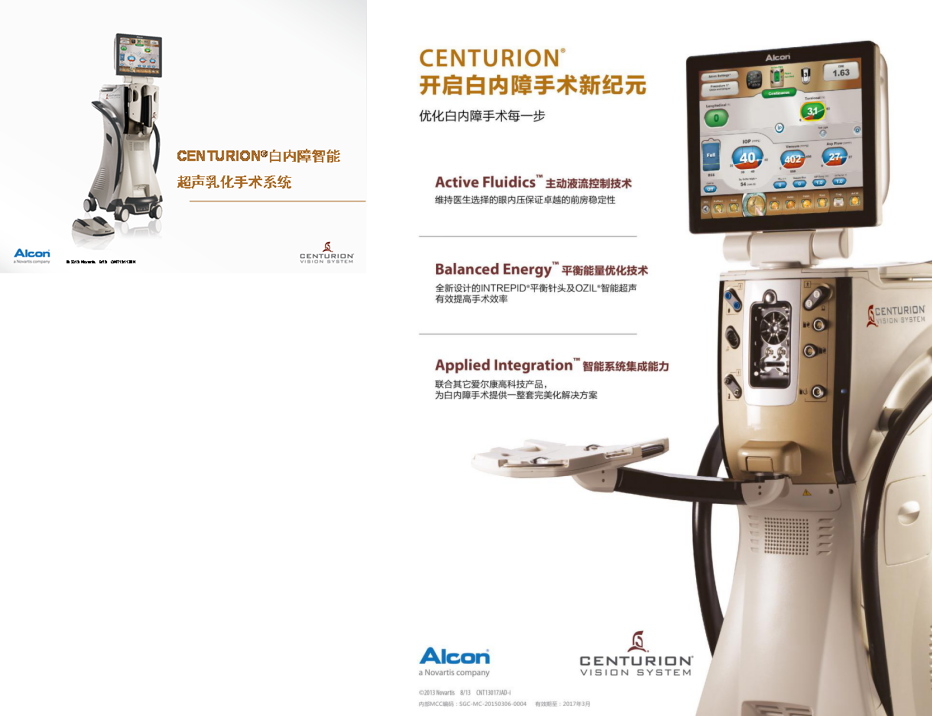 CENTURION®白内障智能
超声乳化手术系统
Alcon
a Novartis company
CENTURION
VISION SYSTEM
CENTURION®
开启白内障手术新纪元
优化白内障手术每一步
Active Fluidics™ 主动液流控制技术
维持医生选择的眼内压保证卓越的前房稳定性
Balanced Energy™ 平衡能量优化技术
全新设计的INTREPID®平衡针头及OZIL®智能超声
有效提高手术效率
Applied Integration™ 智能系统集成能力
联合其它爱尔康高科技产品，
为白内障手术提供一整套完美化解决方案
Alcon
1.63
Continuous
Longitudinal
0
Torsional
31
IOP
40
402
27
Full
CENTURION
VISION SYSTEM
Alcon
a Novartis company
CENTURION®
VISION SYSTEM
©2013 Novartis 8/13 CNT13017JAD-I
内部MCC编码：SGC-MC-20150306-0004 有效期至：2017年3月